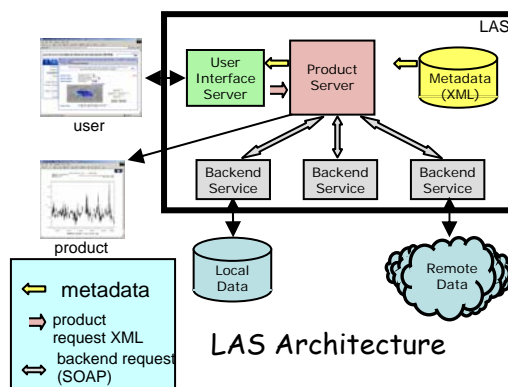 LAS
User
Interface
Server
Product
Server
Metadata
(XML)
user
Backend
Service
Backend
Service
Backend
Service
product
Local
Data
Remote
Data
metadata
product
request XML
backend request
(SOAP)
LAS Architecture